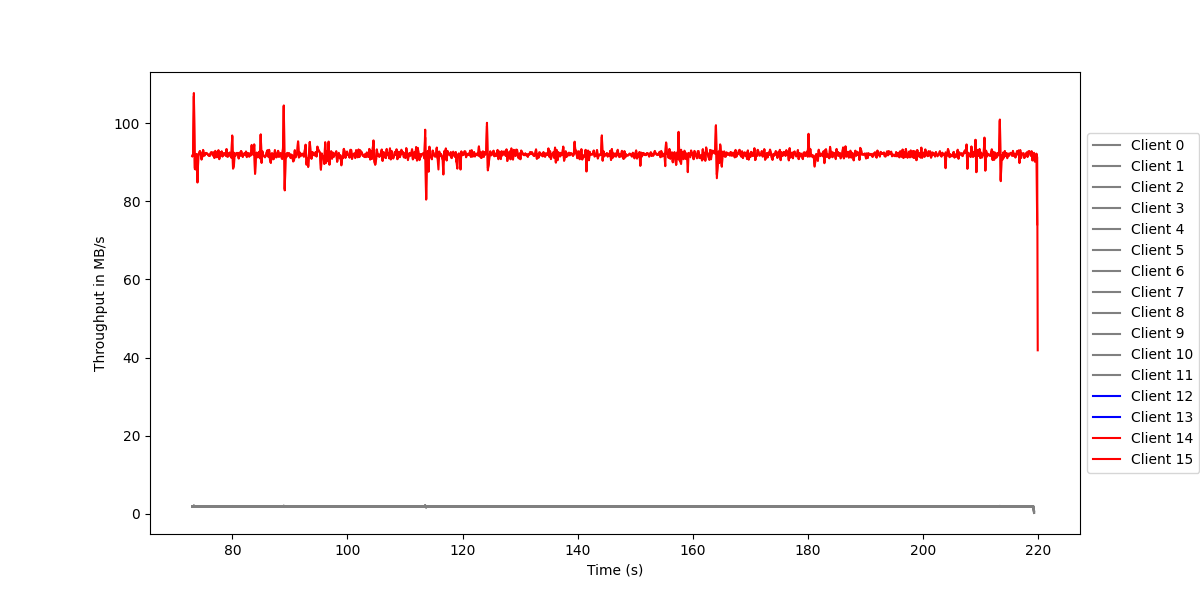 100
80
60
40
20
0
Throughput in MB/s
80 100 120 140 160 180 200 220
Time (s)
Client 0
Client 1
Client 2
Client 3
Client 4
Client 5
Client 6
Client 7
Client 8
Client 9
Client 10
Client 11
Client 12
Client 13
Client 14
Client 15